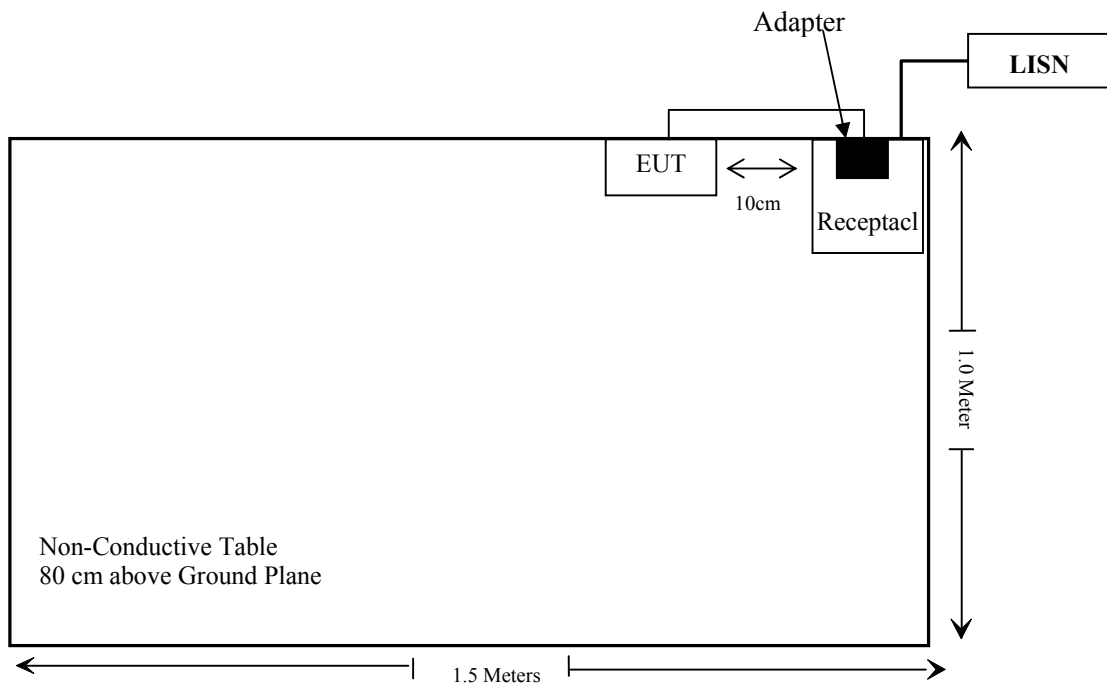 Adapter
LISN
EUT
10cm
Receptacl
1.0 Meter
Non-Conductive Table
80 cm above Ground Plane
1.5 Meters